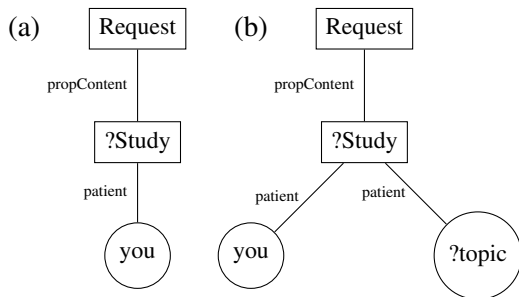 (a)
Request
propContent
?Study
patient
you
(b)
Request
propContent
?Study
patient
patient
you
?topic